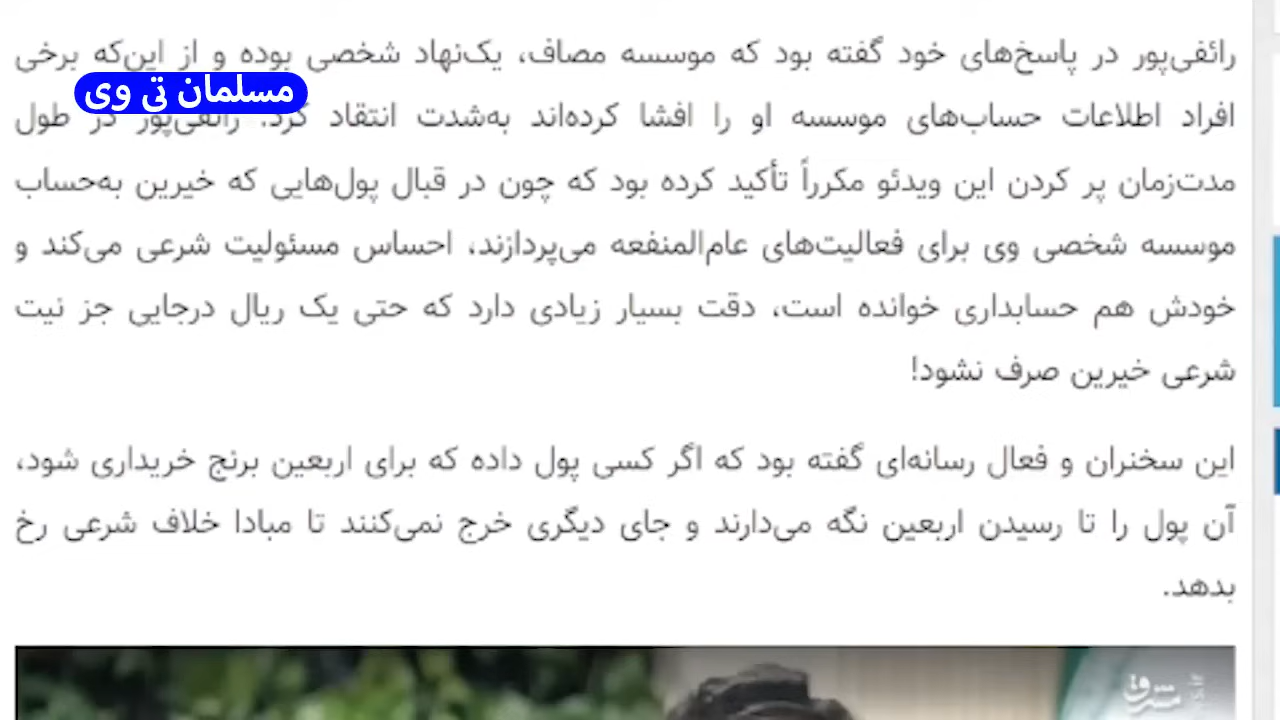 رائفی‌پور در پاسخ‌های خود گفته بود که موسسه مصاف، یک‌نهاد شخصی بوده و از این‌که برخی
مسلمان تی وی
افراد اطلاعات حساب‌های موسسه او را افشا کرده‌اند به‌شدت انتقاد کرد. رائفی‌پور در طول
مدت‌زمان پر کردن این ویدئو مکرراً تأکید کرده بود که چون در قبال پول‌هایی که خیرین به‌حساب
موسسه شخصی وی برای فعالیت‌های عام‌المنفعه می‌پردازند، احساس مسئولیت شرعی می‌کند و
خودش هم حسابداری خوانده است، دقت بسیار زیادی دارد که حتی یک ریال درجایی جز نیت
شرعی خیرین صرف نشود!
این سخنران و فعال رسانه‌ای گفته بود که اگر کسی پول داده که برای اربعین برنج خریداری شود،
آن پول را تا رسیدن اربعین نگه می‌دارند و جای دیگری خرج نمی‌کنند تا مبادا خلاف شرعی رخ
بدهد.
مشرق